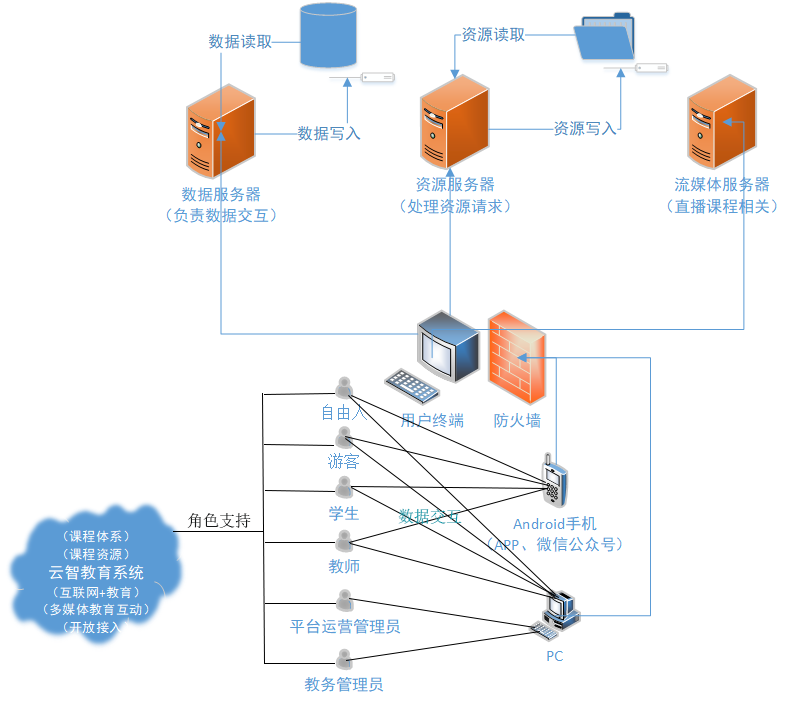 数据读取
资源读取
数据写入
资源写入
数据服务器
（负责数据交互）
资源服务器
（处理资源请求）
流媒体服务器
（直播课程相关）
用户终端
防火墙
自由人
游客
学生
数据交互
角色支持
Android手机
（APP、微信公众号）
教师
（课程体系）
（课程资源）
云智教育系统
（互联网+教育）
（多媒体教育互动）
（开放接入）
平台运营管理员
PC
教务管理员